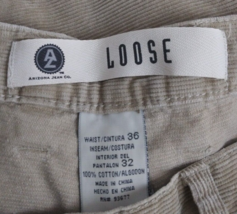 AZ
ARIZONA JEAN CO.
LOOSE
WAIST/CINTURA 36
INSEAM/COSTURA
INTERIOR DEL
PANTALON 32
100% COTTON/ALGODON
MADE IN CHINA
HECHO EN CHINA